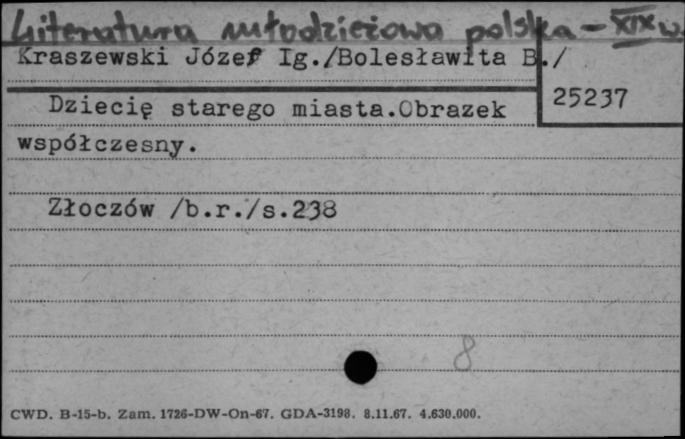 Literatura młodzieżowa polska - XIX w.
Kraszewski Józef Ig./Bolesławita B./
25237
Dziecię starego miasta.Obrazek
współczesny.
Złoczów /b.r./s.238
8
CWD. B-15-b. Zam. 1726-DW-On-67. GDA-3198. 8.11.67. 4.630.000.